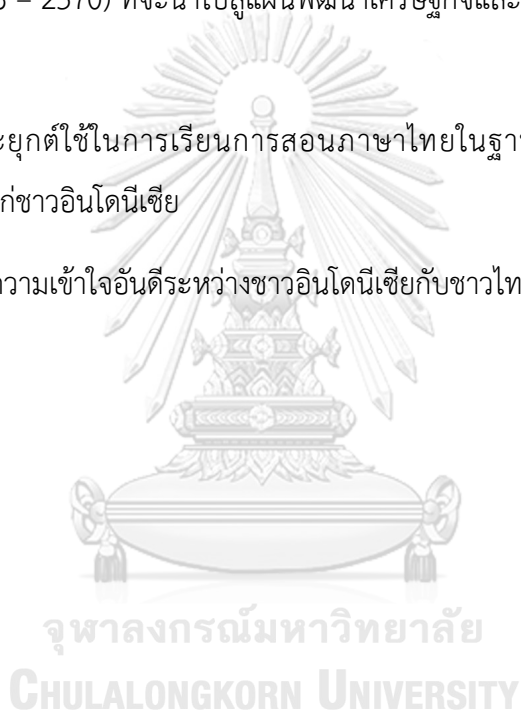 – 2570) ที่จะนำไปสู่แผนพัฒนาเศรษฐกิจและ
ยุกต์ใช้ในการเรียนการสอนภาษาไทยในฐา
ก่ชาวอินโดนีเซีย
วามเข้าใจอันดีระหว่างชาวอินโดนีเซียกับชาวไท
จุฬาลงกรณ์มหาวิทยาลัย
CHULALONGKORN UNIVERSITY